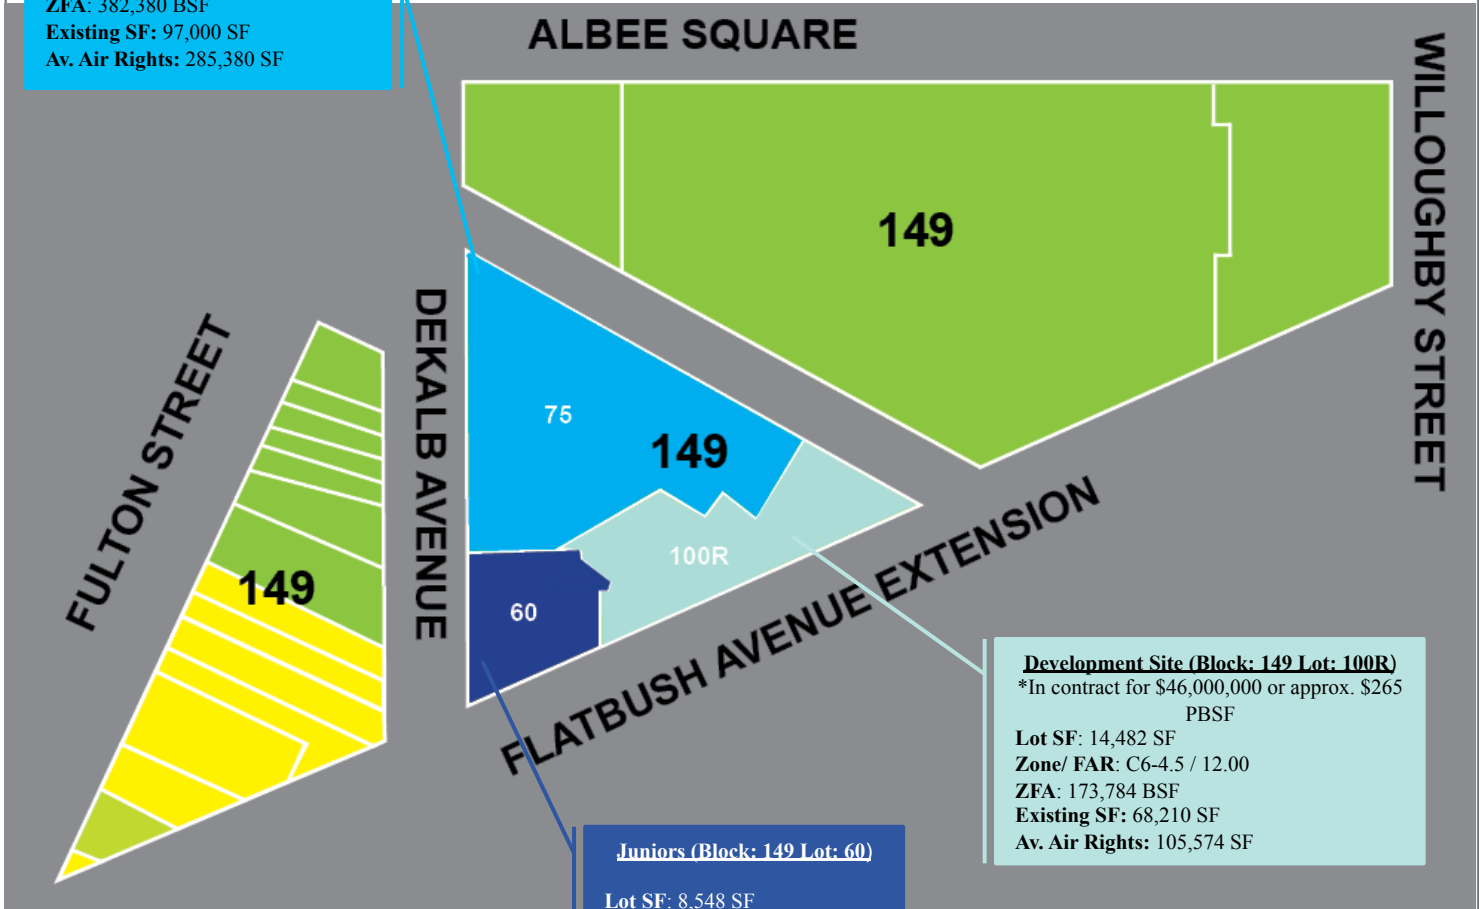 ZFA: 382,380 BSF
Existing SF: 97,000 SF
Av. Air Rights: 285,380 SF
ALBEE SQUARE
WILLOUGHBY STREET
149
DEKALB AVENUE
FULTON STREET
75
149
100R
60
149
FLATBUSH AVENUE EXTENSION
Development Site (Block: 149 Lot: 100R)
*In contract for $46,000,000 or approx. $265
PBSF
Lot SF: 14,482 SF
Zone/ FAR: C6-4.5 / 12.00
ZFA: 173,784 BSF
Existing SF: 68,210 SF
Av. Air Rights: 105,574 SF
Juniors (Block: 149 Lot: 60)
Lot SF: 8,548 SF